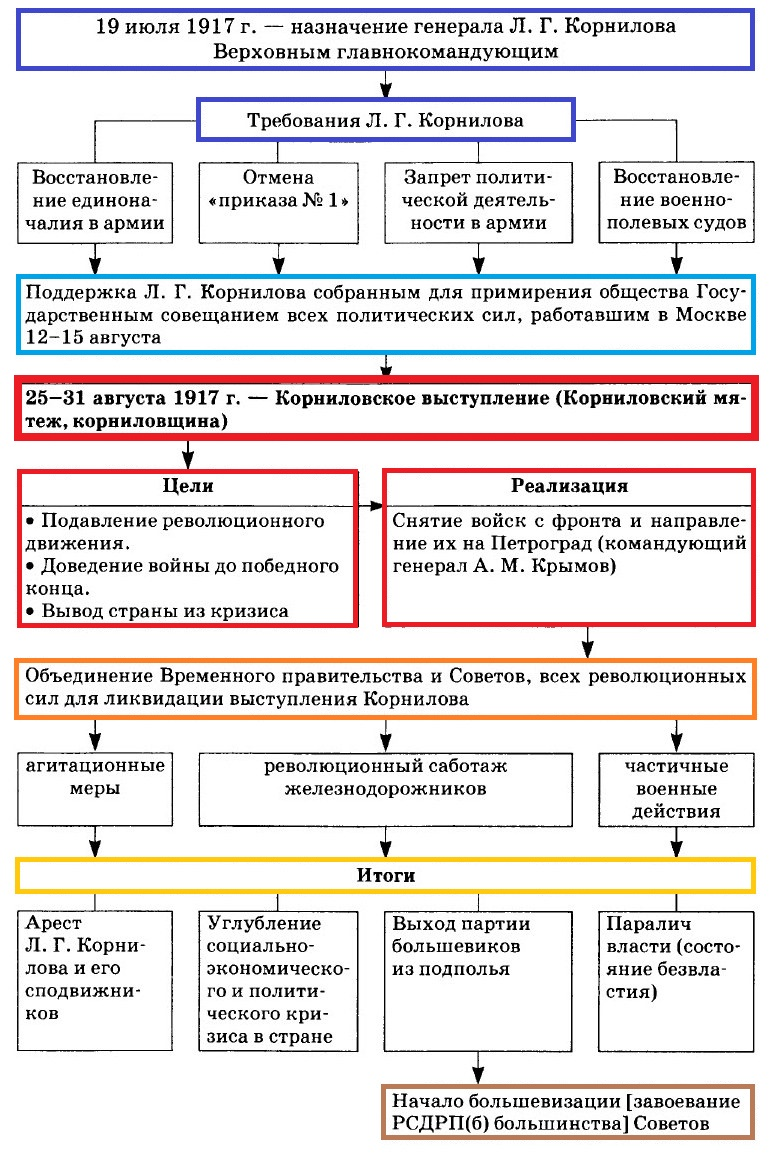 19 июля 1917 г. — назначение генерала Л. Г. Корнилова
Верховным главнокомандующим
Требования Л. Г. Корнилова
Восстановле-
ние единона-
чалия в армии
Отмена
«приказа № 1»
Запрет полити-
ческой деятель-
ности в армии
Восстановле-
ние военно-
полевых судов
Поддержка Л. Г. Корнилова собранным для примирения общества Госу-
дарственным совещанием всех политических сил, работавшим в Москве
12–15 августа
25–31 августа 1917 г. — Корниловское выступление (Корниловский мя-
теж, корниловщина)
Цели
• Подавление революционного
движения.
• Доведение войны до победного
конца.
• Вывод страны из кризиса
Реализация
Снятие войск с фронта и направле-
ние их на Петроград (командующий
генерал А. М. Крымов)
Объединение Временного правительства и Советов, всех революционных
сил для ликвидации выступления Корнилова
агитационные
меры
революционный саботаж
железнодорожников
частичные
военные
действия
Итоги
Арест
Л. Г. Корни-
лова и его
сподвижни-
ков
Углубление
социально-
экономическо-
го и полити-
ческого кри-
зиса в стране
Выход партии
большевиков
из подполья
Паралич
власти (состо-
яние безвла-
стия)
Начало большевизации [завоевание
РСДРП(б) большинства] Советов